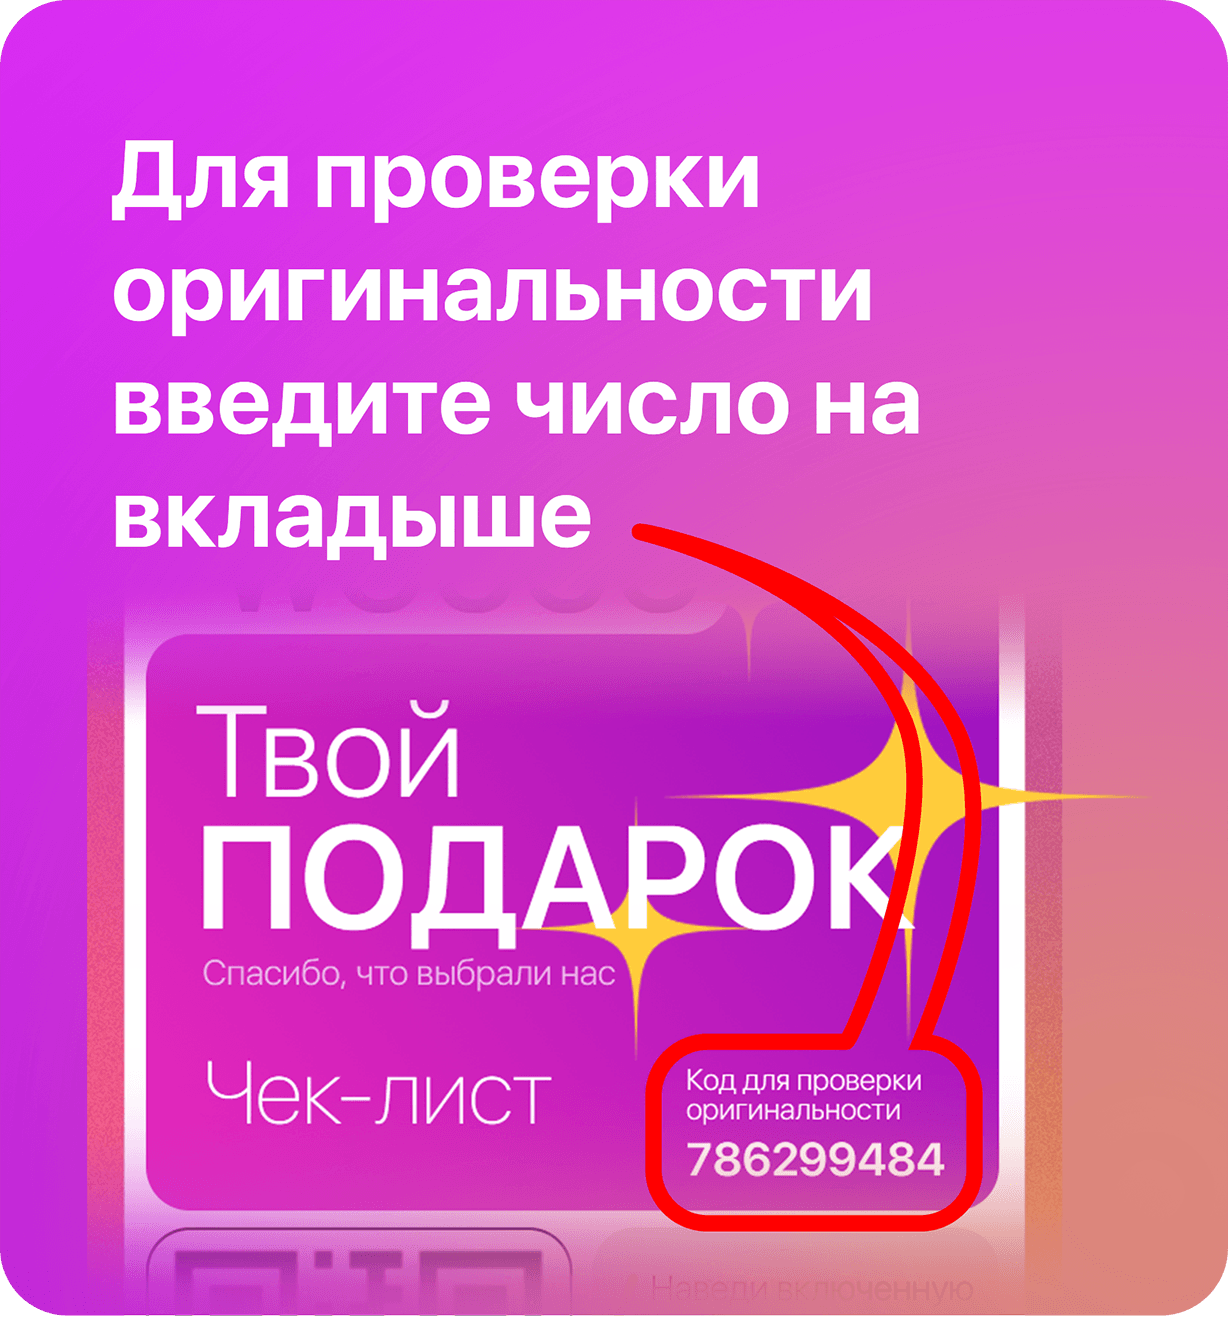 Для проверки
оригинальности
введите число на
вкладыше
Твой
ПОДАРОК
Спасибо, что выбрали нас
Чек-лист
Код для проверки
оригинальности
786299484
Наведи включенную